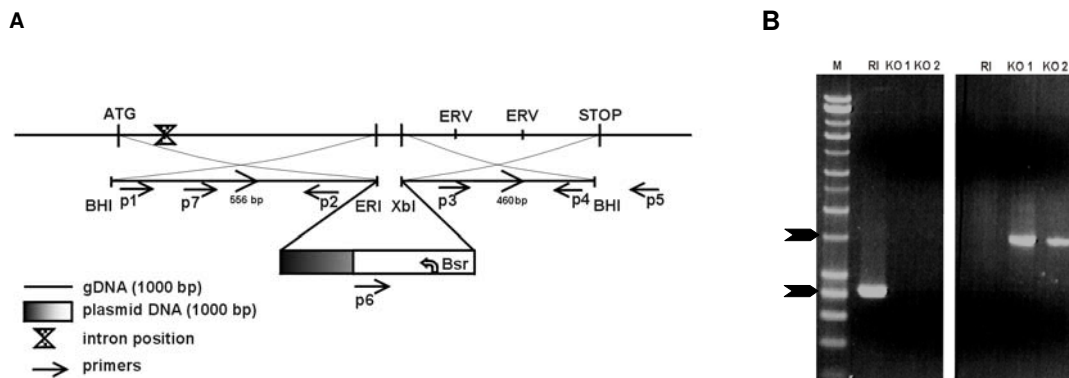 A
ATG
ERV
ERV
STOP
BHI
p1
p7
556 bp
p2
ERI
XbI
p3
460bp
p4
BHI
p5
Bsr
p6
gDNA (1000 bp)
plasmid DNA (1000 bp)
intron position
primers
B
M RI KO 1 KO 2
RI KO 1 KO 2